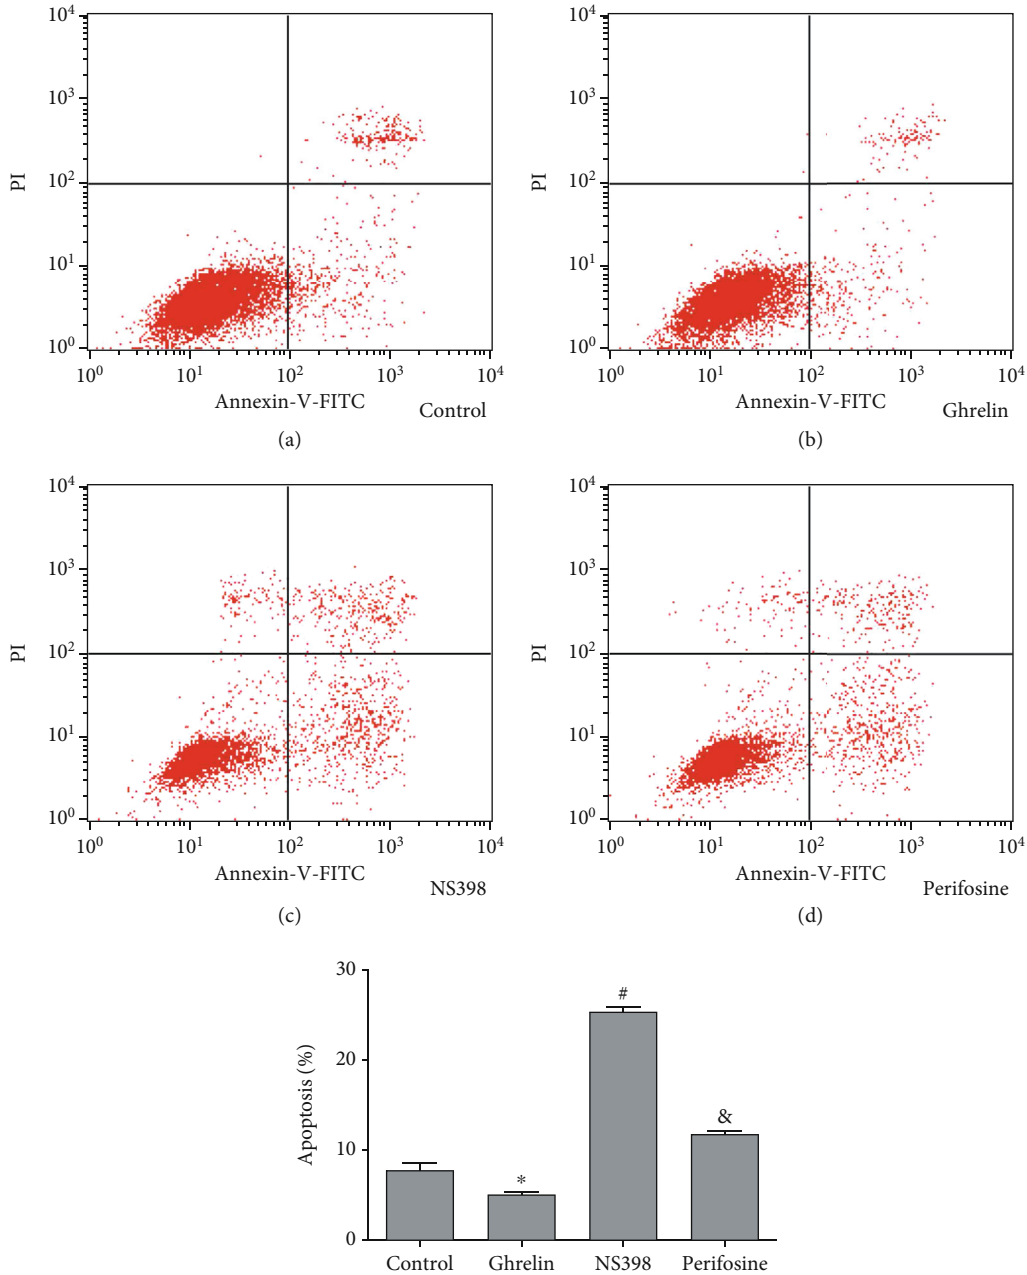 10⁴
10³
10²
10¹
10⁰
PI
10⁰ 10¹ 10² 10³ 10⁴
Annexin-V-FITC
Control
(a)
10⁴
10³
10²
10¹
10⁰
PI
10⁰ 10¹ 10² 10³ 10⁴
Annexin-V-FITC
Ghrelin
(b)
10⁴
10³
10²
10¹
10⁰
PI
10⁰ 10¹ 10² 10³ 10⁴
Annexin-V-FITC
NS398
(c)
10⁴
10³
10²
10¹
10⁰
PI
10⁰ 10¹ 10² 10³ 10⁴
Annexin-V-FITC
Perifosine
(d)
30
20
10
0
Apoptosis (%)
*
#
&
Control Ghrelin NS398 Perifosine